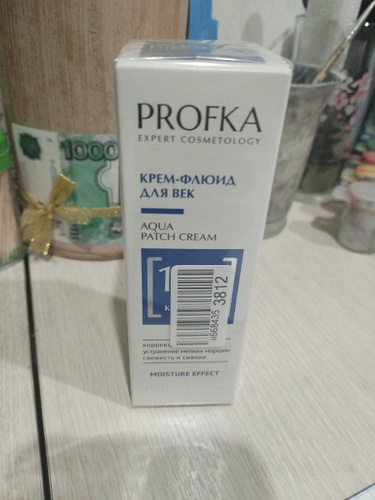 PROFKA
EXPERT COSMETOLOGY
КРЕМ-ФЛЮИД
ДЛЯ ВЕК
AQUA
PATCH CREAM
1000
3812
ii668435
устранение мелких морщин
свежесть и сияние
MOISTURE EFFECT